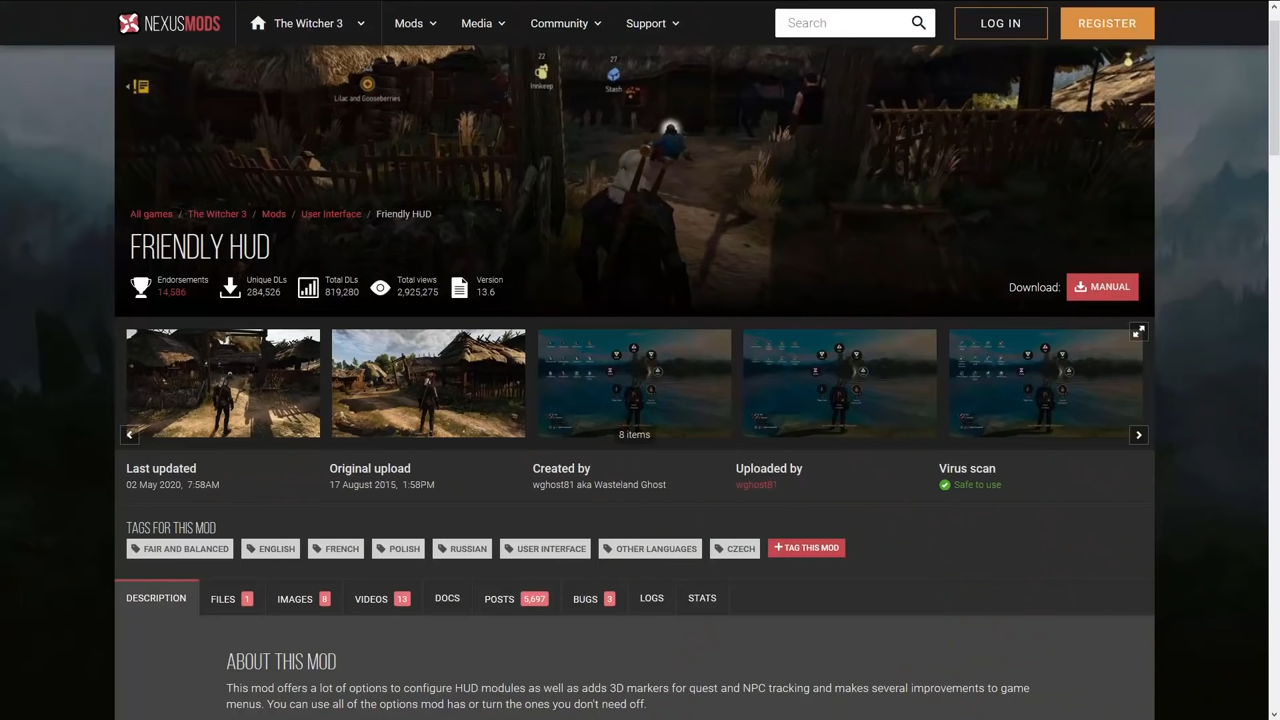 NEXUSMODS
The Witcher 3
Mods
Media
Community
Support
Search
LOG IN
REGISTER
22
Innkeep
27
Stash
Lilac and Gooseberries
All games / The Witcher 3 / Mods / User Interface / Friendly HUD
FRIENDLY HUD
Endorsements
14,586
Unique DLs
284,526
Total DLs
819,280
Total views
2,925,275
Version
13.6
Download:
MANUAL
8 items
Last updated
02 May 2020, 7:58AM
Original upload
17 August 2015, 1:58PM
Created by
wghost81 aka Wasteland Ghost
Uploaded by
wghost81
Virus scan
Safe to use
TAGS FOR THIS MOD
FAIR AND BALANCED
ENGLISH
FRENCH
POLISH
RUSSIAN
USER INTERFACE
OTHER LANGUAGES
CZECH
+ TAG THIS MOD
DESCRIPTION
FILES 1
IMAGES 8
VIDEOS 13
DOCS
POSTS 5,697
BUGS 3
LOGS
STATS
ABOUT THIS MOD
This mod offers a lot of options to configure HUD modules as well as adds 3D markers for quest and NPC tracking and makes several improvements to game
menus. You can use all of the options mod has or turn the ones you don't need off.